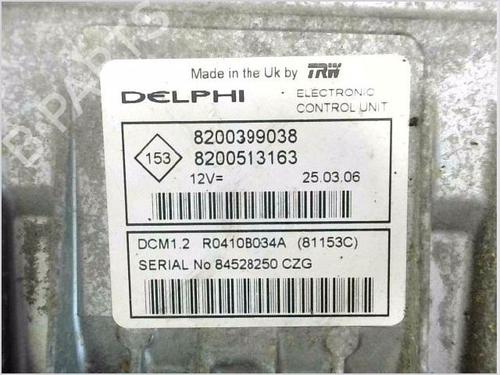 Made in the Uk by TRW
DELPHI ELECTRONIC CONTROL UNIT
153
8200399038
8200513163
12V= 25.03.06
DCM1.2 R0410B034A (81153C)
SERIAL No 84528250 CZG
B-PARTS